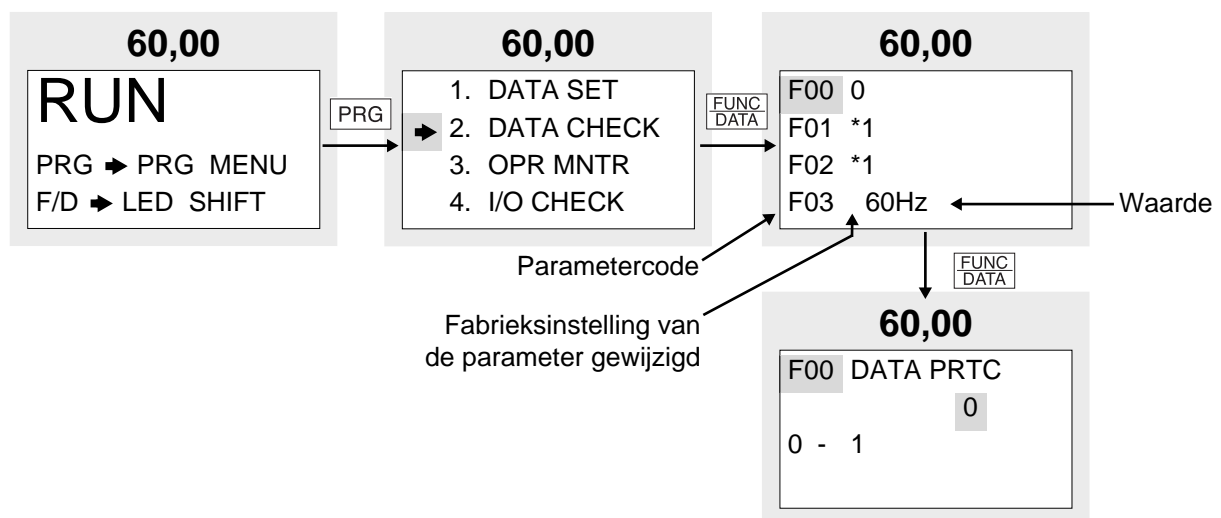 60,00
RUN
PRG ➧ PRG MENU
F/D ➧ LED SHIFT
PRG
60,00
1. DATA SET
➧ 2. DATA CHECK
3. OPR MNTR
4. I/O CHECK
FUNC
DATA
60,00
F00 0
F01 *1
F02 *1
F03 60Hz
Waarde
Parametercode
Fabrieksinstelling van
de parameter gewijzigd
FUNC
DATA
60,00
F00 DATA PRTC
0
0 - 1